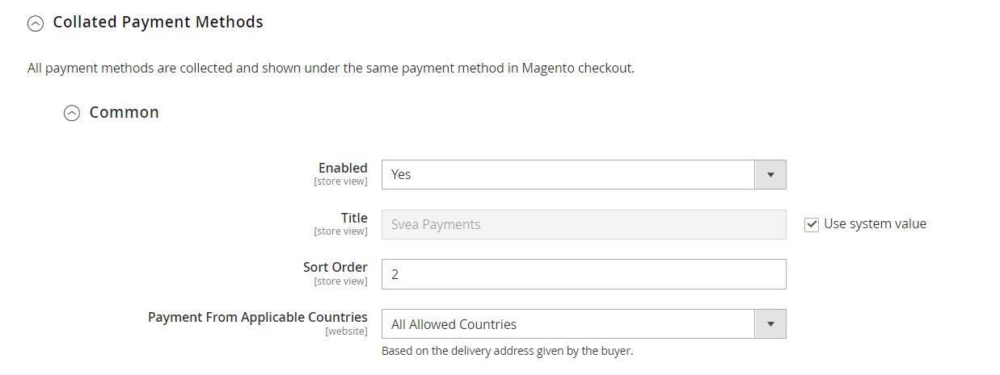 Collated Payment Methods
All payment methods are collected and shown under the same payment method in Magento checkout.
Common
Enabled
[store view]
Yes
Title
[store view]
Svea Payments
Use system value
Sort Order
[store view]
2
Payment From Applicable Countries
[website]
All Allowed Countries
Based on the delivery address given by the buyer.